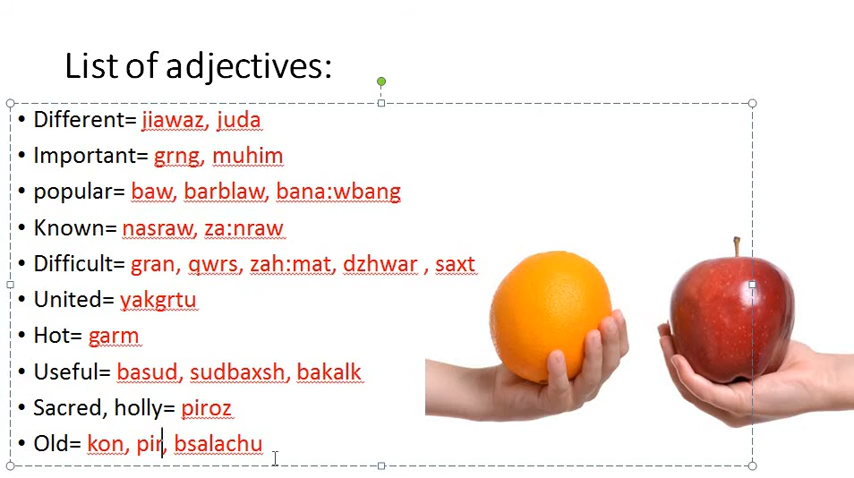 List of adjectives:
• Different= jiawaz, juda
• Important= grng, muhim
• popular= baw, barblaw, bana:wbang
• Known= nasraw, za:nraw
• Difficult= gran, qwrs, zah:mat, dzhwar , saxt
• United= yakgrtu
• Hot= garm
• Useful= basud, sudbaxsh, bakalk
• Sacred, holly= piroz
• Old= kon, pir, bsalachu